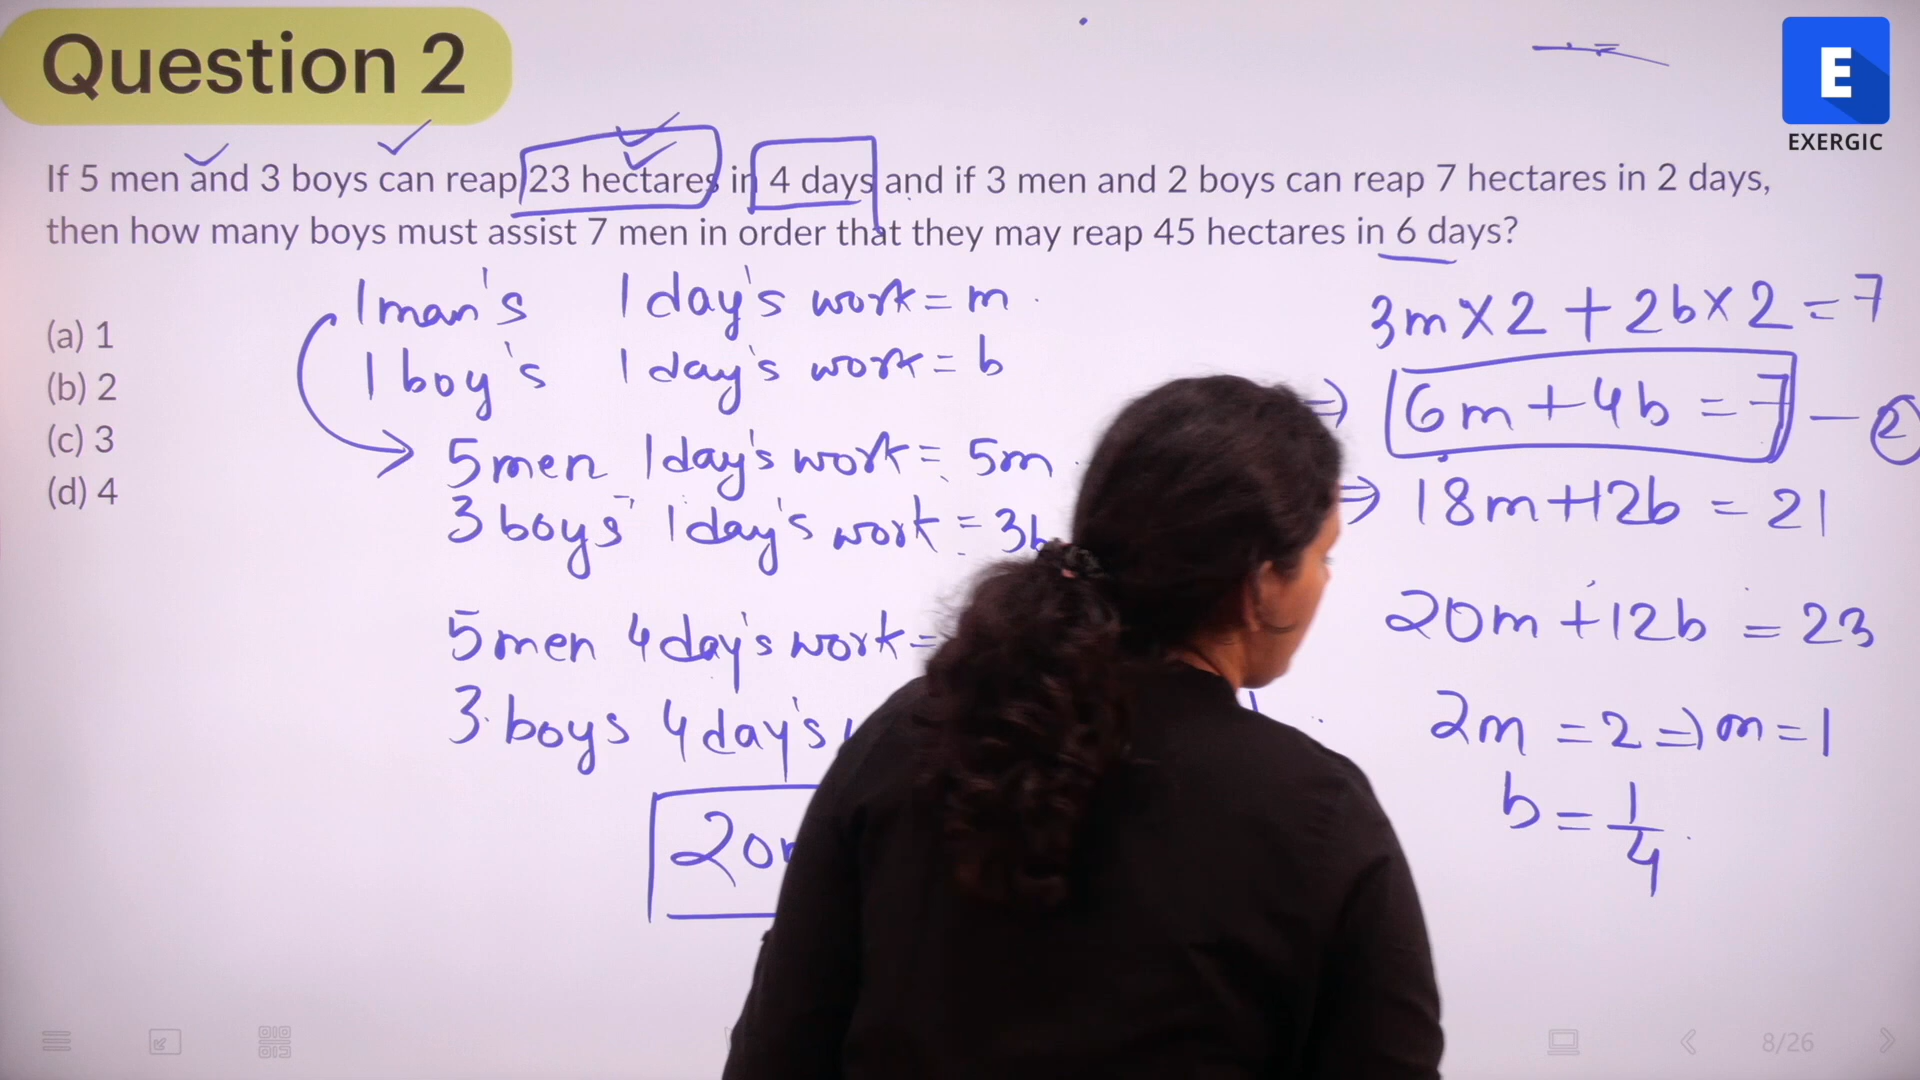 Question 2
E
EXERGIC
If 5 men and 3 boys can reap 23 hectares in 4 days and if 3 men and 2 boys can reap 7 hectares in 2 days,
then how many boys must assist 7 men in order that they may reap 45 hectares in 6 days?
(a) 1
(b) 2
(c) 3
(d) 4
1 man's 1 day's work = m
1 boy's 1 day's work = b
5 men 1 day's work = 5m
3 boys' 1 day's work = 3b
5 men 4 day's work =
3 boys 4 day's
20m
3m × 2 + 2b × 2 = 7
⇒ 6m + 4b = 7 — 2
⇒ 18m + 12b = 21
20m + 12b = 23
2m = 2 ⇒ m = 1
b = 1/4
8/26